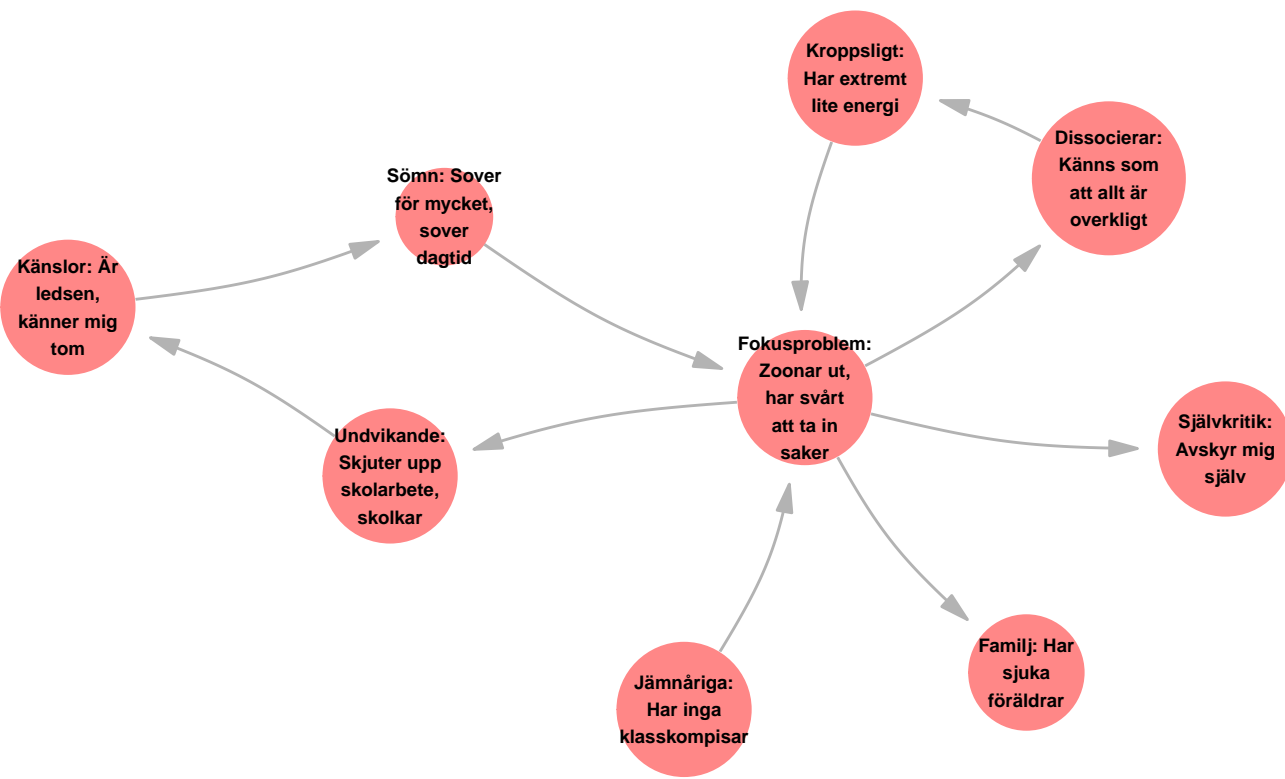 Kroppsligt:
Har extremt
lite energi
Dissocierar:
Känns som
att allt är
overkligt
Sömn: Sover
för mycket,
sover
dagtid
Känslor: Är
ledsen,
känner mig
tom
Fokusproblem:
Zoonar ut,
har svårt
att ta in
saker
Undvikande:
Skjuter upp
skolarbete,
skolkar
Självkritik:
Avskyr mig
själv
Familj: Har
sjuka
föräldrar
Jämnåriga:
Har inga
klasskompisar